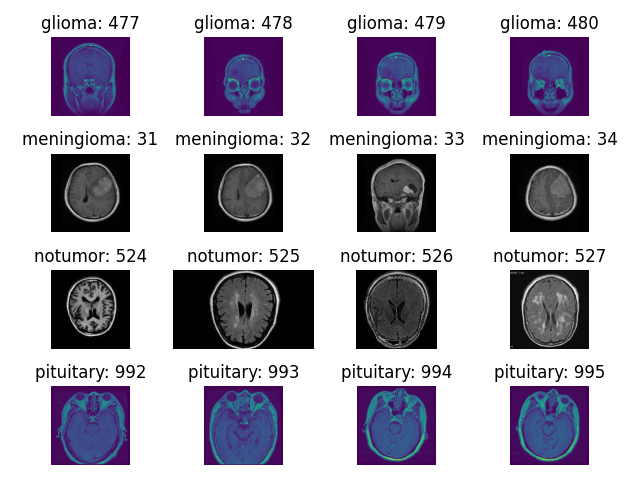 glioma: 477 glioma: 478 glioma: 479 glioma: 480
meningioma: 31 meningioma: 32 meningioma: 33 meningioma: 34
notumor: 524 notumor: 525 notumor: 526 notumor: 527
pituitary: 992 pituitary: 993 pituitary: 994 pituitary: 995